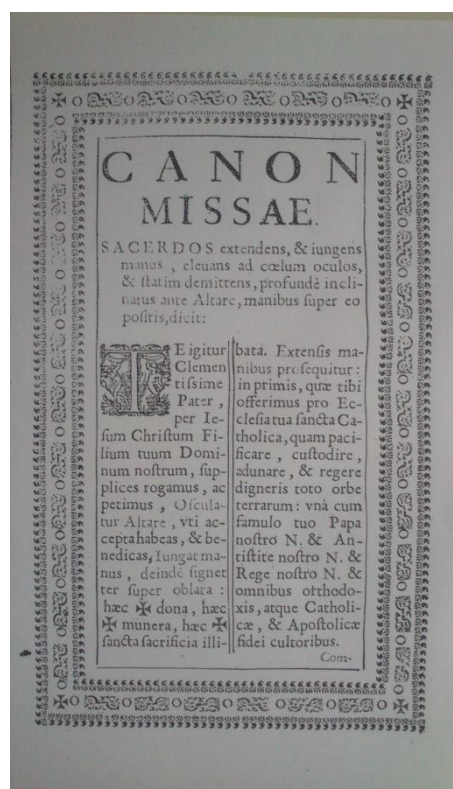 CANON
MISSAE.
SACERDOS extendens, & iungens
manus, eleuans ad cœlum oculos,
& ſtatim demittens, profundè incli-
natus ante Altare, manibus ſuper eo
poſitis, dicit:
TE igitur
Clemen
tiſſime
Pater,
per Ie-
ſum Chriſtum Fi-
lium tuum Domi-
num noſtrum, ſup-
plices rogamus, ac
petimus, Oſcula-
tur Altare, vti ac-
cepta habeas, & be-
nedicas, Iungat ma-
nus, deindè ſignet
ter ſuper oblata:
hæc ✠ dona, hæc
✠ munera, hæc ✠
ſancta ſacrificia illi-
bata. Extenſis ma-
nibus proſequitur:
in primis, quæ tibi
offerimus pro Ec-
cleſia tua ſancta Ca-
tholica, quam paci-
ficare, cuſtodire,
adunare, & regere
digneris toto orbe
terrarum: vnà cum
famulo tuo Papa
noſtro N. & An-
tiſtite noſtro N. &
Rege noſtro N. &
omnibus orthodo-
xis, atque Catholi-
cæ, & Apoſtolicæ
fidei cultoribus.
Com-